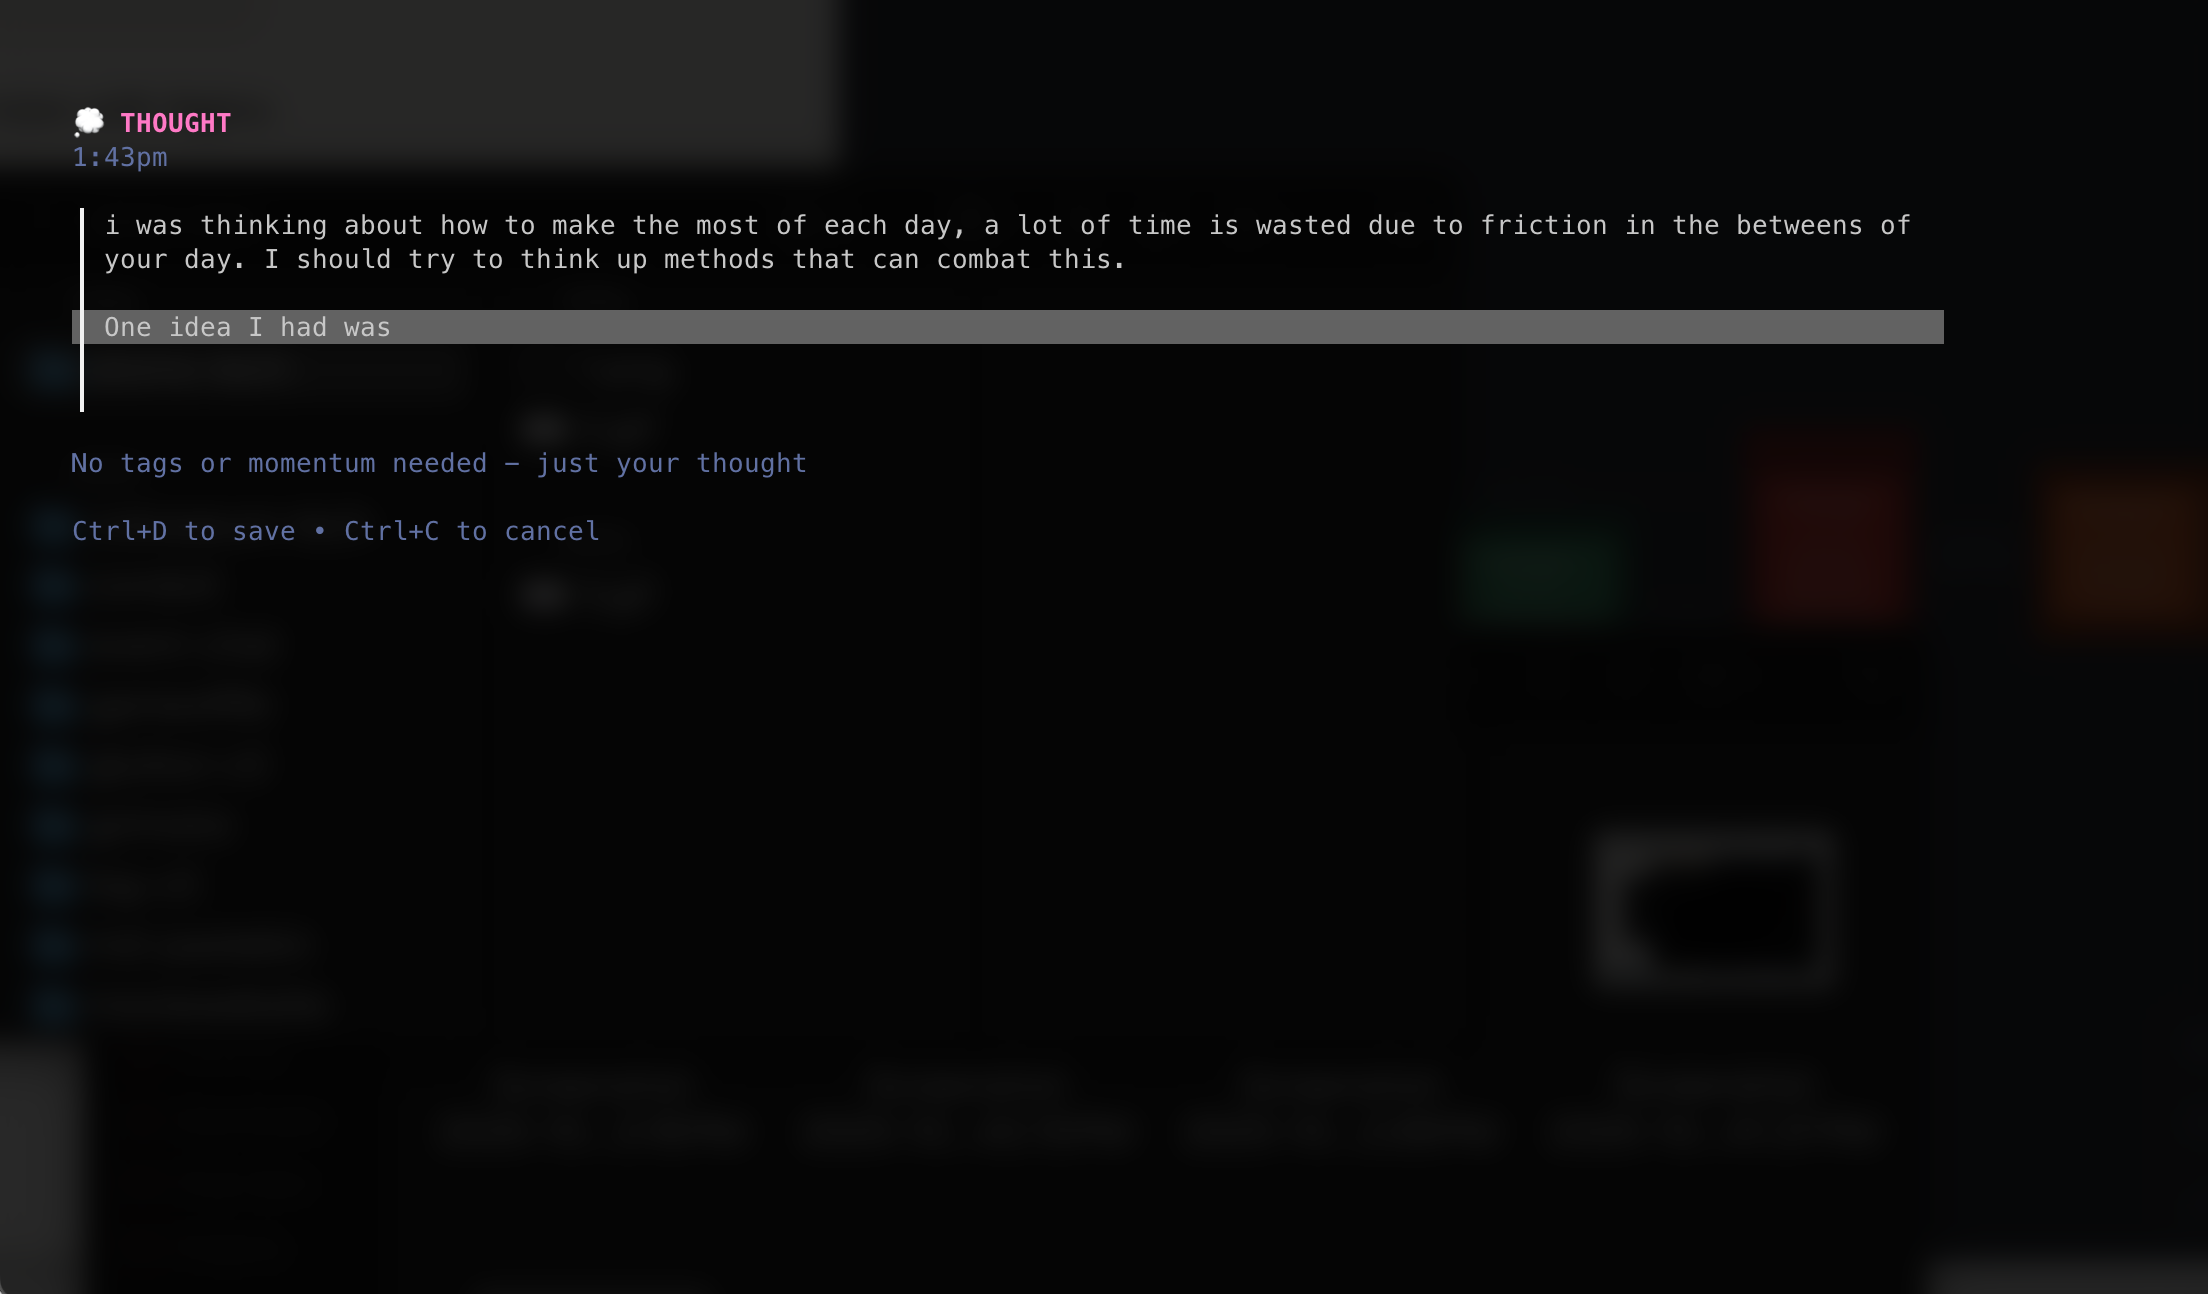 💭 THOUGHT
1:43pm
i was thinking about how to make the most of each day, a lot of time is wasted due to friction in the betweens of
your day. I should try to think up methods that can combat this.
One idea I had was
No tags or momentum needed — just your thought
Ctrl+D to save • Ctrl+C to cancel